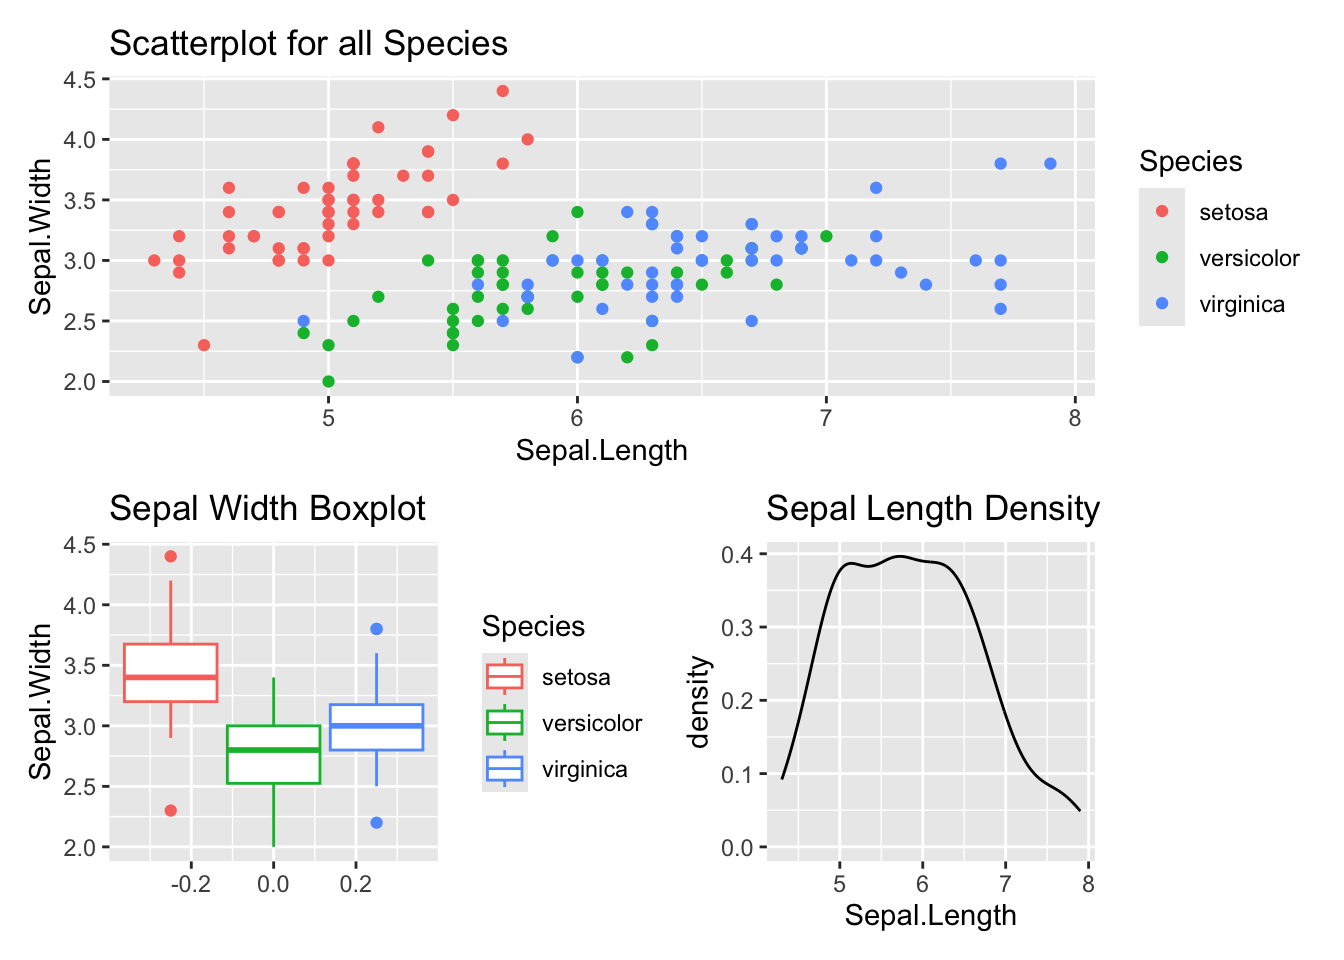 Scatterplot for all Species
4.5
4.0
3.5
3.0
2.5
2.0
Sepal.Width
5 6 7 8
Sepal.Length
Species
setosa
versicolor
virginica
Sepal Width Boxplot
4.5
4.0
3.5
3.0
2.5
2.0
Sepal.Width
-0.2 0.0 0.2
Species
setosa
versicolor
virginica
Sepal Length Density
0.4
0.3
0.2
0.1
0.0
density
5 6 7 8
Sepal.Length